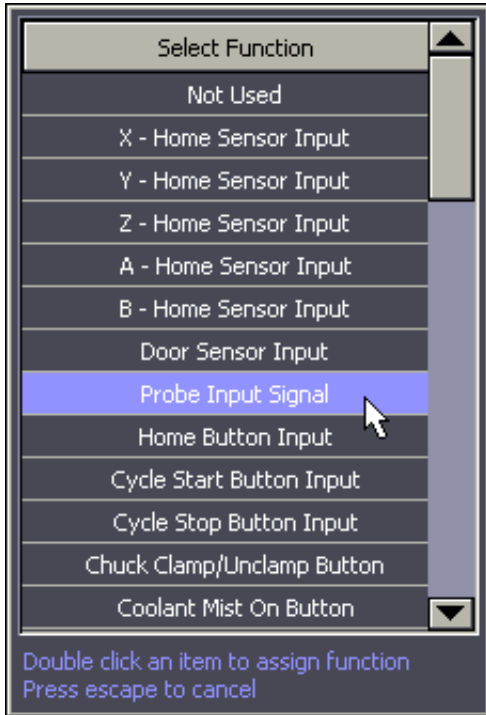 Select Function
Not Used
X - Home Sensor Input
Y - Home Sensor Input
Z - Home Sensor Input
A - Home Sensor Input
B - Home Sensor Input
Door Sensor Input
Probe Input Signal
Home Button Input
Cycle Start Button Input
Cycle Stop Button Input
Chuck Clamp/Unclamp Button
Coolant Mist On Button
Double click an item to assign function
Press escape to cancel